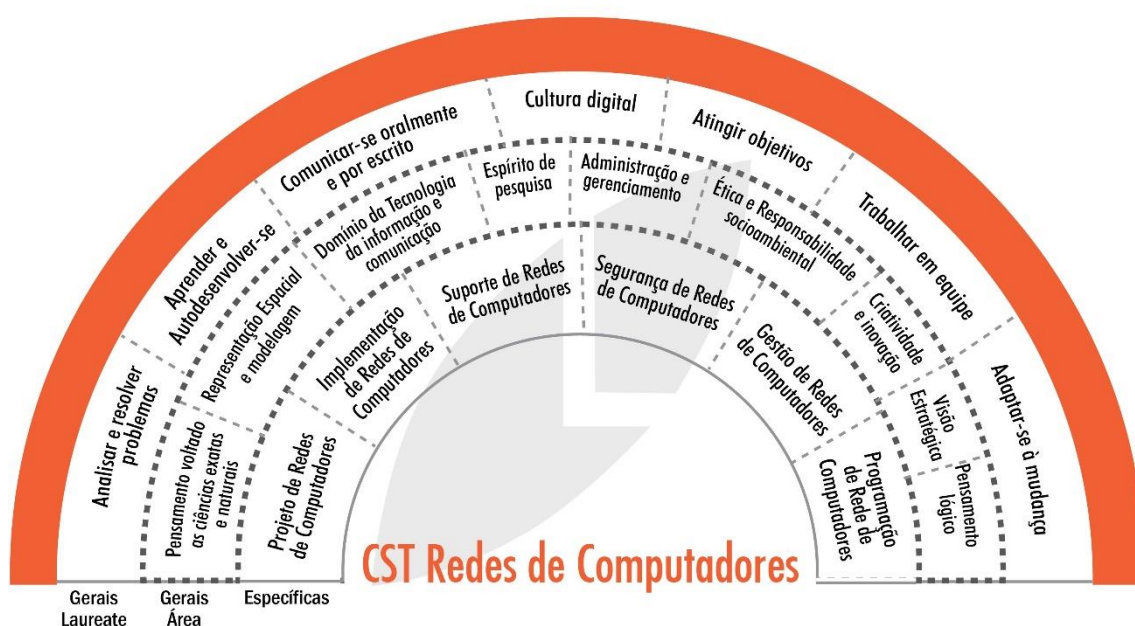 Analisar e resolver
problemas
Aprender e
Autodesenvolver-se
Comunicar-se oralmente
e por escrito
Cultura digital
Atingir objetivos
Trabalhar em equipe
Adaptar-se à mudança
Pensamento voltado
as ciências exatas
e naturais
Representação Espacial
e modelagem
Domínio da Tecnologia
da informação e
comunicação
Espírito de
pesquisa
Administração e
gerenciamento
Ética e Responsabilidade
socioambiental
Criatividade
e inovação
Visão
Estratégica
Pensamento
lógico
Projeto de Redes
de Computadores
Implementação
de Redes de
Computadores
Suporte de Redes
de Computadores
Segurança de Redes
de Computadores
Gestão de Redes
de Computadores
Programação
de Rede de
Computadores
CST Redes de Computadores
Gerais
Laureate
Gerais
Área
Específicas